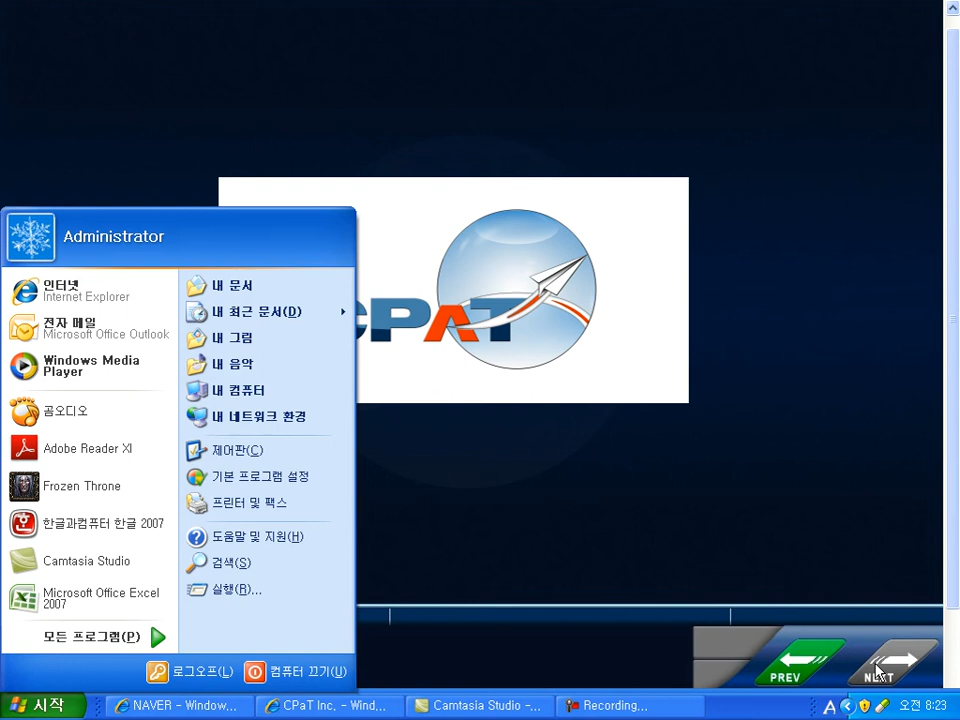 Administrator
인터넷
Internet Explorer
전자 메일
Microsoft Office Outlook
Windows Media
Player
곰오디오
Adobe Reader XI
Frozen Throne
한글과컴퓨터 한글 2007
Camtasia Studio
Microsoft Office Excel
2007
모든 프로그램(P)
내 문서
내 최근 문서(D)
내 그림
내 음악
내 컴퓨터
내 네트워크 환경
제어판(C)
기본 프로그램 설정
프린터 및 팩스
도움말 및 지원(H)
검색(S)
실행(R)...
로그오프(L)
컴퓨터 끄기(U)
CPAT
PREV
NEXT
시작
NAVER - Window...
CPaT Inc. - Wind...
Camtasia Studio -...
Recording...
A
오전 8:23